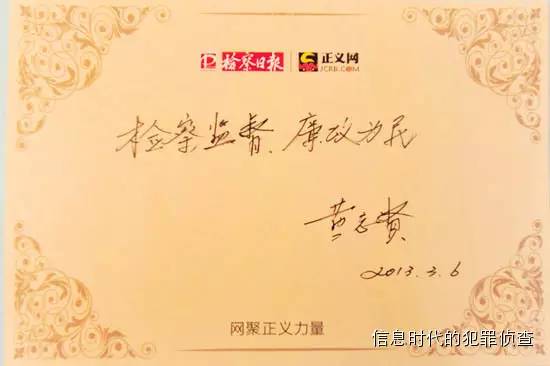 检察日报 正义网
JCRB.COM
检察监督、廉政为民
黄志贤
2013.3.6
网聚正义力量
信息时代的犯罪侦查